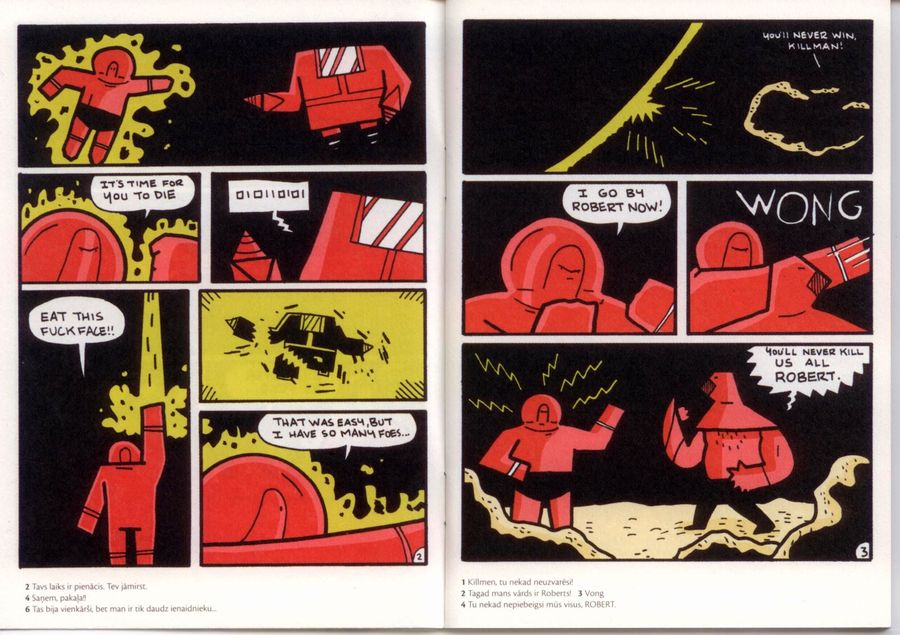 IT'S TIME FOR
YOU TO DIE
010110101
EAT THIS
FUCKFACE!!
THAT WAS EASY, BUT
I HAVE SO MANY FOES...
2
2 Tavs laiks ir pienācis. Tev jāmirst.
4 Saņem, pakaļa!!
6 Tas bija vienkārši, bet man ir tik daudz ienaidnieku...
YOU'LL NEVER WIN,
KILLMAN!
I GO BY
ROBERT NOW!
WONG
YOU'LL NEVER KILL
US ALL
ROBERT.
3
1 Killmen, tu nekad neuzvarēsi!
2 Tagad mans vārds ir Roberts! 3 Vong
4 Tu nekad nepiebeigsi mūs visus, ROBERT.